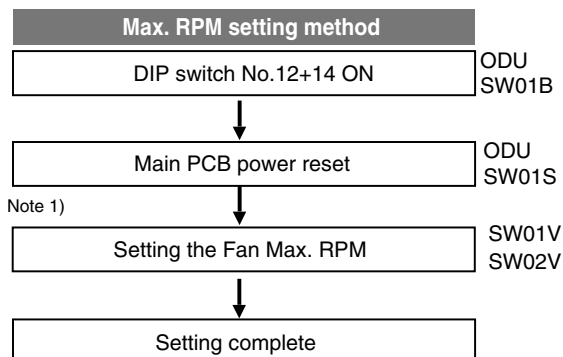 Max. RPM setting method
DIP switch No.12+14 ON
ODU
SW01B
Main PCB power reset
ODU
SW01S
Note 1)
Setting the Fan Max. RPM
SW01V
SW02V
Setting complete